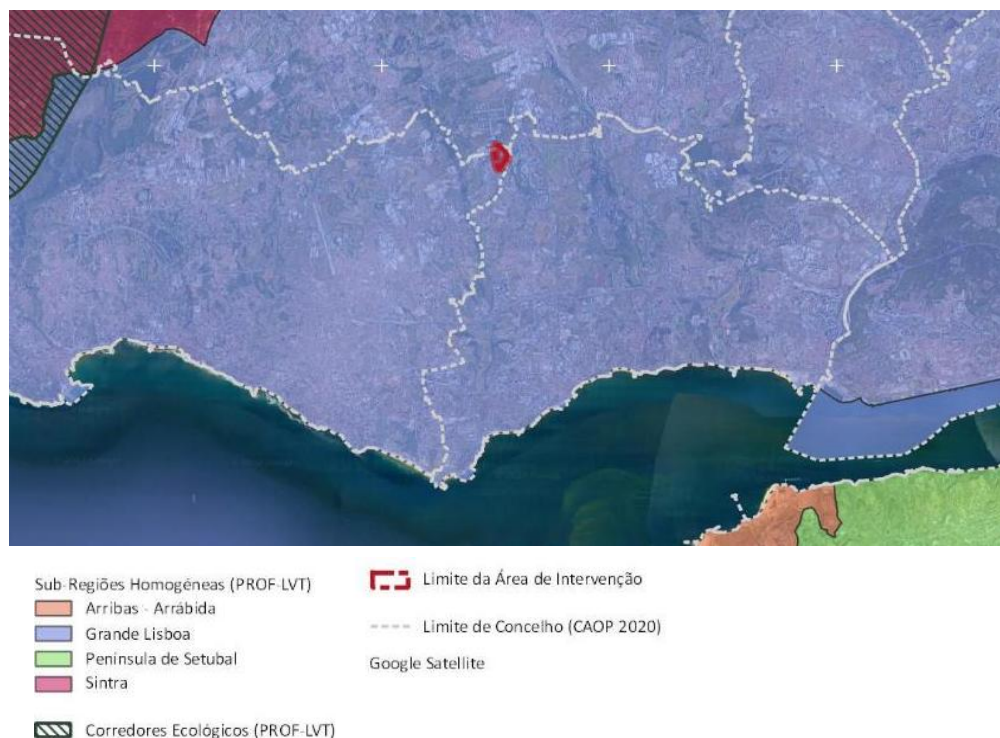 Sub-Regiões Homogéneas (PROF-LVT)
Arribas - Arrábida
Grande Lisboa
Península de Setubal
Sintra
Corredores Ecológicos (PROF-LVT)
Limite da Área de Intervenção
Limite de Concelho (CAOP 2020)
Google Satellite